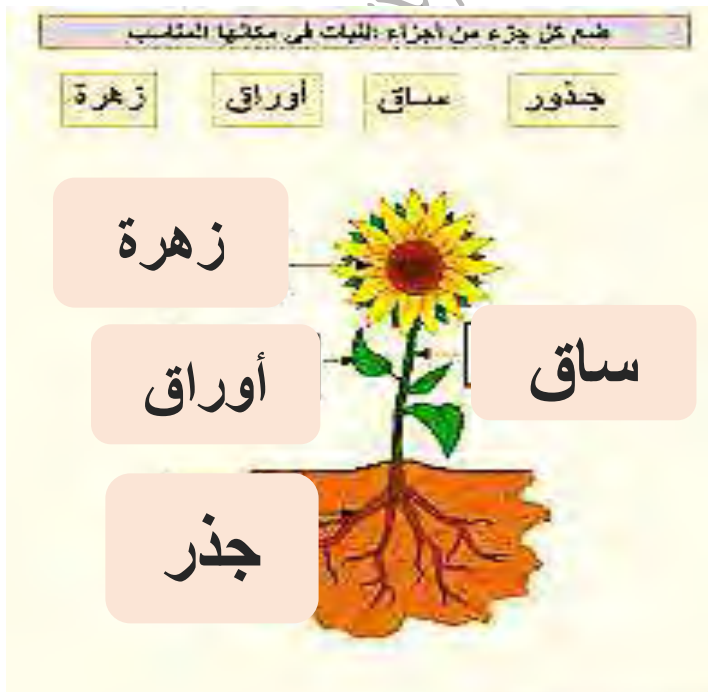 ضع كل جزء من أجزاء النبات في مكانها المناسب
جذور ساق أوراق زهرة
زهرة
ساق
أوراق
جذر